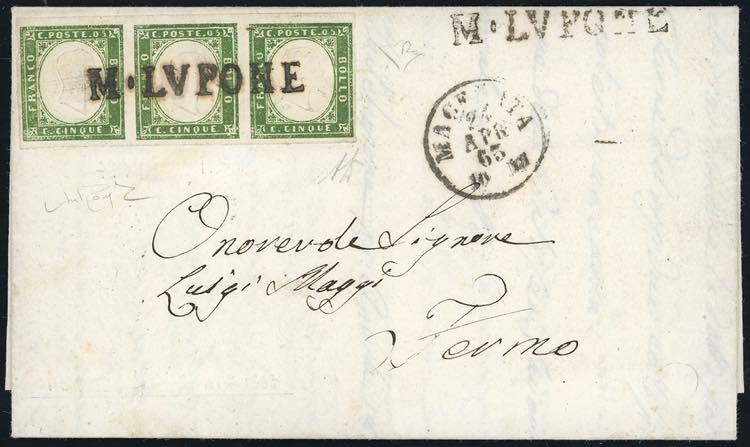 C. POSTE. 05
FRANCO
BOLLO
C. CINQUE
C. POSTE. 05
FRANCO
BOLLO
C. CINQUE
C. POSTE. 05
FRANCO
BOLLO
C. CINQUE
M·LVPONE
M·LVPONE
MACERATA
APR
63
10 M
Onorevole Signore
Luigi Maggi
Fermo